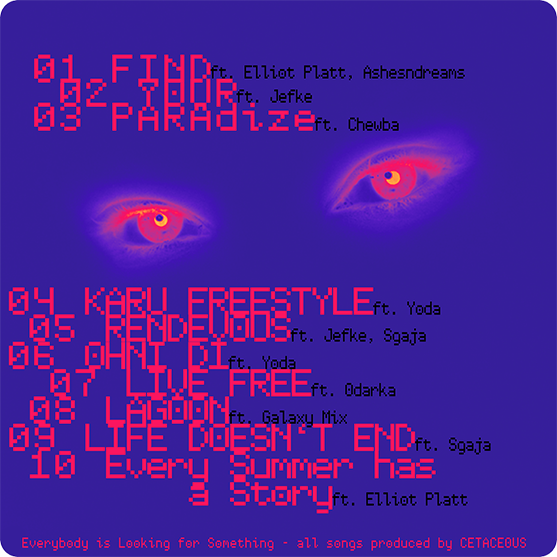 01 FIND ft. Elliot Platt, Ashesndreams
02 YOUR ft. Jefke
03 PARAdize ft. Chewba
04 KARU FREESTYLE ft. Yoda
05 RENDEUOUS ft. Jefke, Sgaja
06 OHNI DI ft. Yoda
07 LIVE FREE ft. 0darka
08 LAGOON ft. Galaxy Mix
09 LIFE DOESN'T END ft. Sgaja
10 Every Summer has
a Story ft. Elliot Platt
Everybody is Looking for Something - all songs produced by CETACE0US